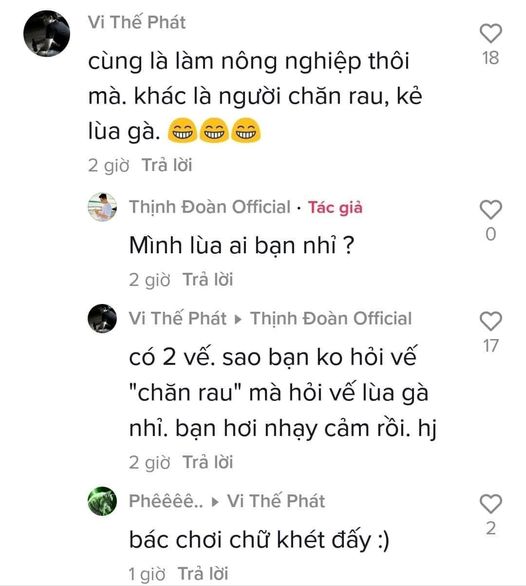 Vi Thế Phát
cùng là làm nông nghiệp thôi
mà. khác là người chăn rau, kẻ
lùa gà. 😁😁😁
18
2 giờ Trả lời
Thịnh Đoàn Official · Tác giả
Mình lùa ai bạn nhỉ ?
0
2 giờ Trả lời
Vi Thế Phát ▸ Thịnh Đoàn Official
có 2 vế. sao bạn ko hỏi vế
17
"chăn rau" mà hỏi vế lùa gà
nhỉ. bạn hơi nhạy cảm rồi. hj
2 giờ Trả lời
Phêêêê.. ▸ Vi Thế Phát
bác chơi chữ khét đấy :)
2
1 giờ Trả lời